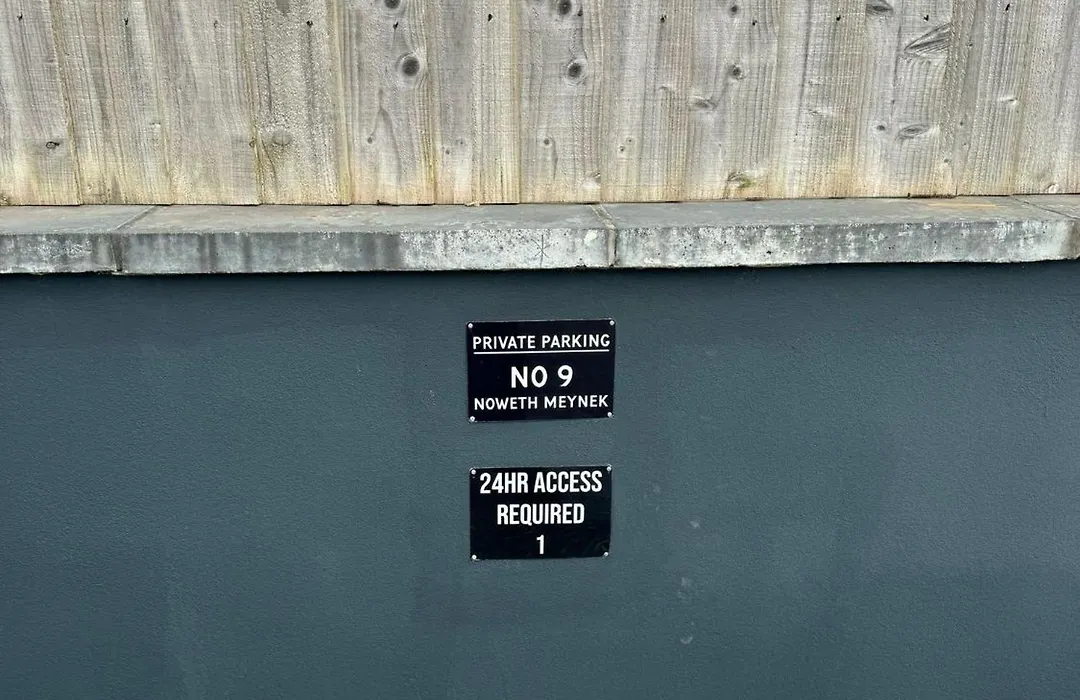 PRIVATE PARKING
NO 9
NOWETH MEYNEK
24HR ACCESS
REQUIRED
1